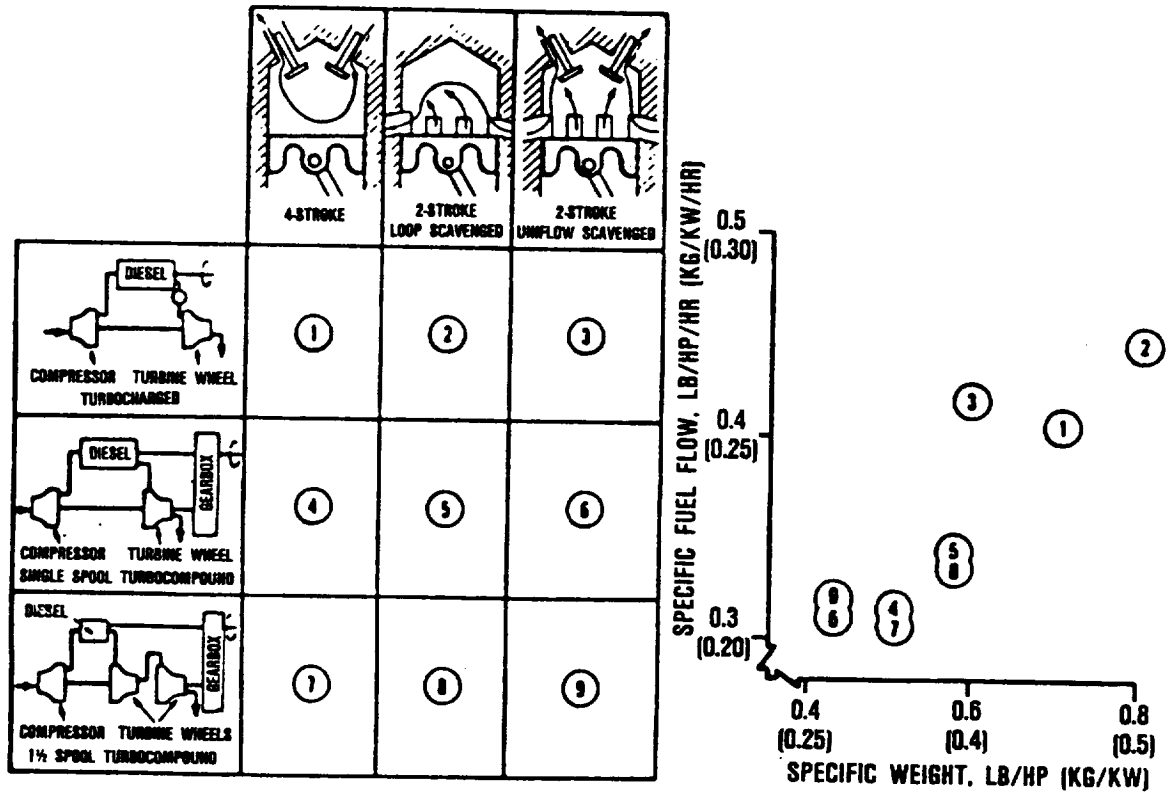 4-STROKE
2-STROKE
LOOP SCAVENGED
2-STROKE
UNIFLOW SCAVENGED
DIESEL
COMPRESSOR TURBINE WHEEL
TURBOCHARGED
1
2
3
DIESEL
GEARBOX
COMPRESSOR TURBINE WHEEL
SINGLE SPOOL TURBOCOMPOUND
4
5
6
DIESEL
GEARBOX
COMPRESSOR TURBINE WHEELS
1½ SPOOL TURBOCOMPOUND
7
8
9
SPECIFIC FUEL FLOW, LB/HP/HR (KG/KW/HR)
0.5
(0.30)
0.4
(0.25)
0.3
(0.20)
2
3
1
5
8
9
6
4
7
0.4
(0.25)
0.6
(0.4)
0.8
(0.5)
SPECIFIC WEIGHT, LB/HP (KG/KW)